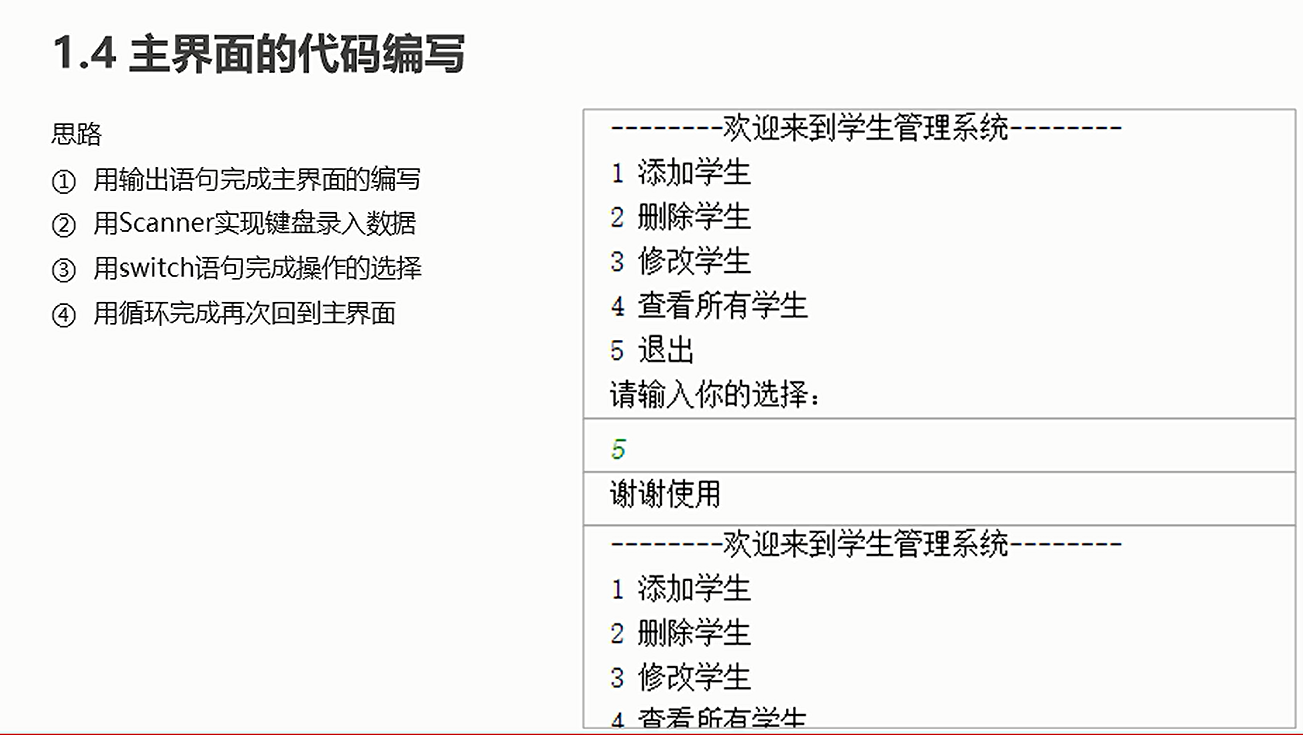 1.4 主界面的代码编写
思路
① 用输出语句完成主界面的编写
② 用Scanner实现键盘录入数据
③ 用switch语句完成操作的选择
④ 用循环完成再次回到主界面
--------欢迎来到学生管理系统--------
1 添加学生
2 删除学生
3 修改学生
4 查看所有学生
5 退出
请输入你的选择：
5
谢谢使用
--------欢迎来到学生管理系统--------
1 添加学生
2 删除学生
3 修改学生
4 查看所有学生